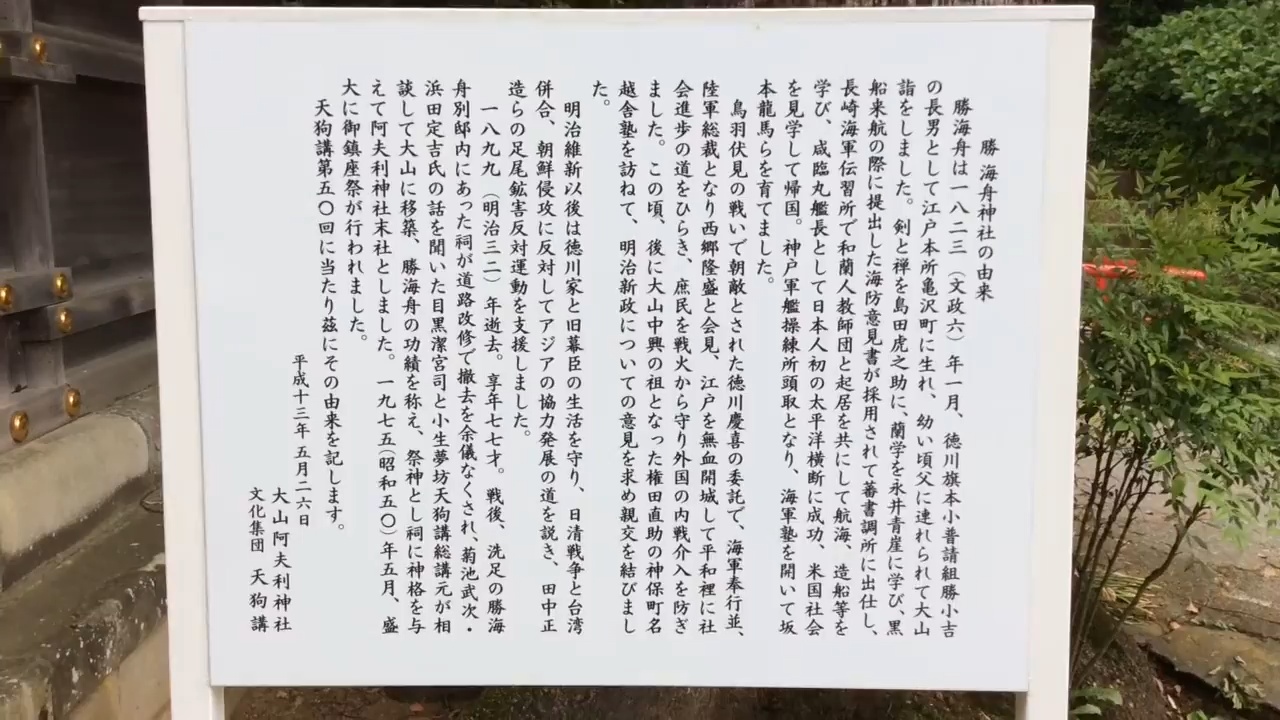 勝 海舟神社の由来
勝海舟は一八二三（文政六）年一月、徳川旗本小普請組勝小吉
の長男として江戸本所亀沢町に生れ、幼い頃父に連れられて大山
詣をしました。剣と禅を島田虎之助に、蘭学を永井青崖に学び、黒
船来航の際に提出した海防意見書が採用されて蕃書調所に出仕し、
長崎海軍伝習所で和蘭人教師団と起居を共にして航海、造船等を
学び、咸臨丸艦長として日本人初の太平洋横断に成功、米国社会
を見学して帰国。神戸軍艦操練所頭取となり、海軍塾を開いて坂
本龍馬らを育てました。
鳥羽伏見の戦いで朝敵とされた徳川慶喜の委託で、海軍奉行並、
陸軍総裁となり西郷隆盛と会見、江戸を無血開城して平和裡に社
会進歩の道をひらき、庶民を戦火から守り外国の内戦介入を防ぎ
ました。この頃、後に大山中興の祖となった権田直助の神保町名
越舎塾を訪ねて、明治新政についての意見を求め親交を結びまし
た。
明治維新以後は徳川家と旧幕臣の生活を守り、日清戦争と台湾
併合、朝鮮侵攻に反対してアジアの協力発展の道を説き、田中正
造らの足尾鉱害反対運動を支援しました。
一八九九（明治三二）年逝去。享年七七才。戦後、洗足の勝海
舟別邸内にあった祠が道路改修で撤去を余儀なくされ、菊池武次・
浜田定吉氏の話を聞いた目黒潔宮司と小生夢坊天狗講総講元が相
談して大山に移築、勝海舟の功績を称え、祭神とし祠に神格を与
えて阿夫利神社末社としました。一九七五（昭和五〇）年五月、盛
大に御鎮座祭が行われました。
天狗講第五〇回に当たり茲にその由来を記します。
平成十三年 五月二六日
大山阿夫利神社
文化集団 天狗講